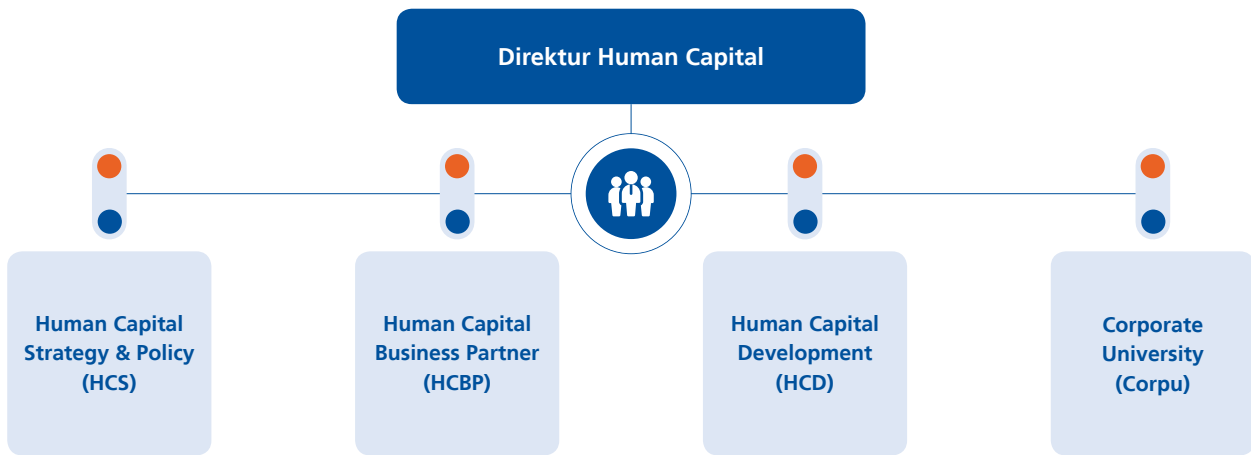 Direktur Human Capital
Human Capital
Strategy & Policy
(HCS)
Human Capital
Business Partner
(HCBP)
Human Capital
Development
(HCD)
Corporate
University
(Corpu)